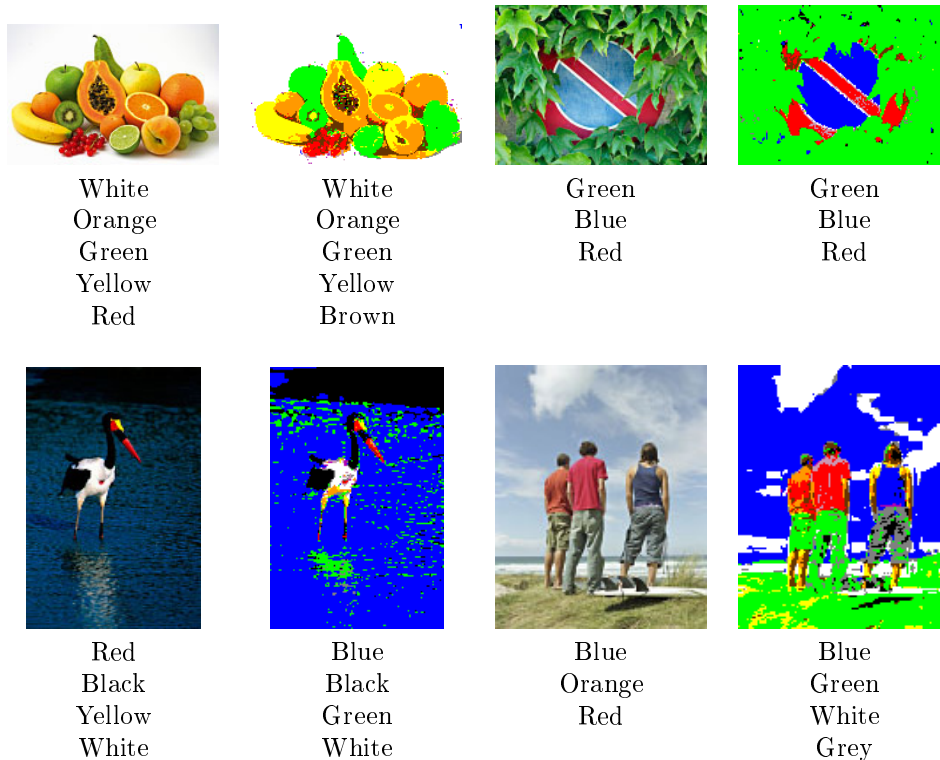 White
Orange
Green
Yellow
Red
White
Orange
Green
Yellow
Brown
Green
Blue
Red
Green
Blue
Red
Red
Black
Yellow
White
Blue
Black
Green
White
Blue
Orange
Red
Blue
Green
White
Grey